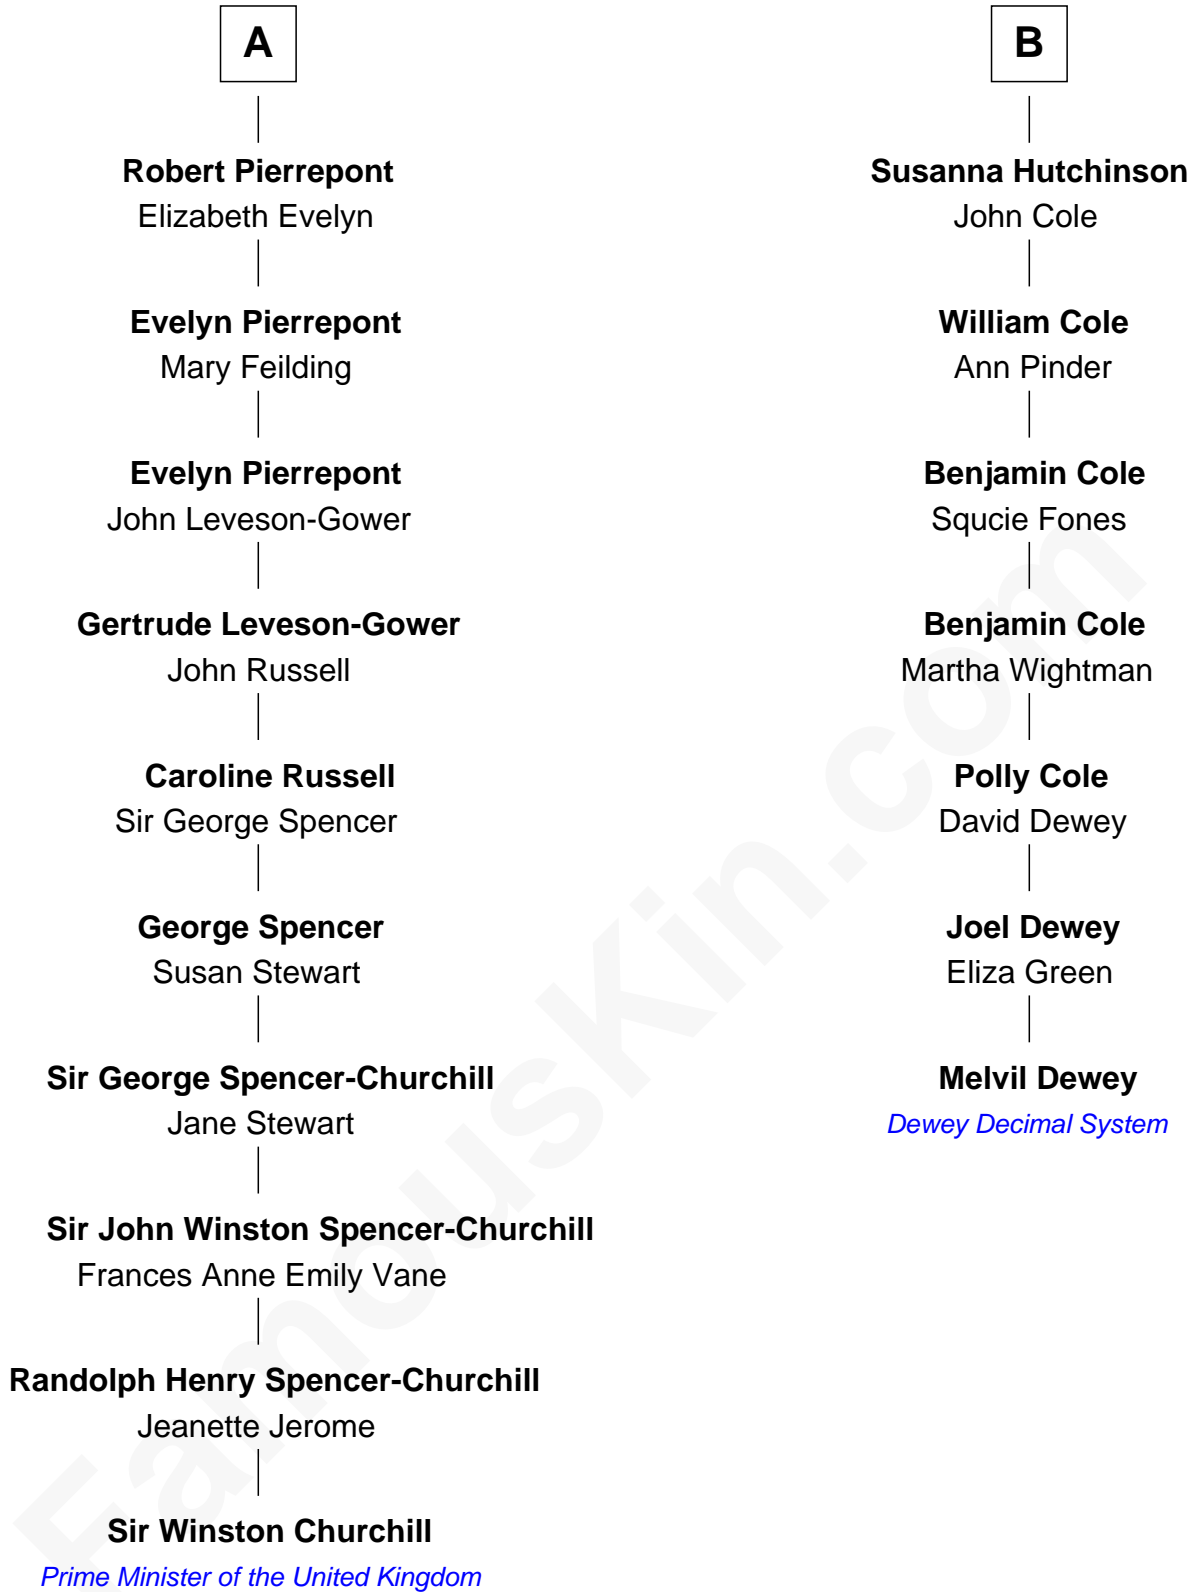 A
Robert Pierrepont
Elizabeth Evelyn
Evelyn Pierrepont
Mary Feilding
Evelyn Pierrepont
John Leveson-Gower
Gertrude Leveson-Gower
John Russell
Caroline Russell
Sir George Spencer
George Spencer
Susan Stewart
Sir George Spencer-Churchill
Jane Stewart
Sir John Winston Spencer-Churchill
Frances Anne Emily Vane
Randolph Henry Spencer-Churchill
Jeanette Jerome
Sir Winston Churchill
Prime Minister of the United Kingdom
B
Susanna Hutchinson
John Cole
William Cole
Ann Pinder
Benjamin Cole
Squcie Fones
Benjamin Cole
Martha Wightman
Polly Cole
David Dewey
Joel Dewey
Eliza Green
Melvil Dewey
Dewey Decimal System
FamousKin.com